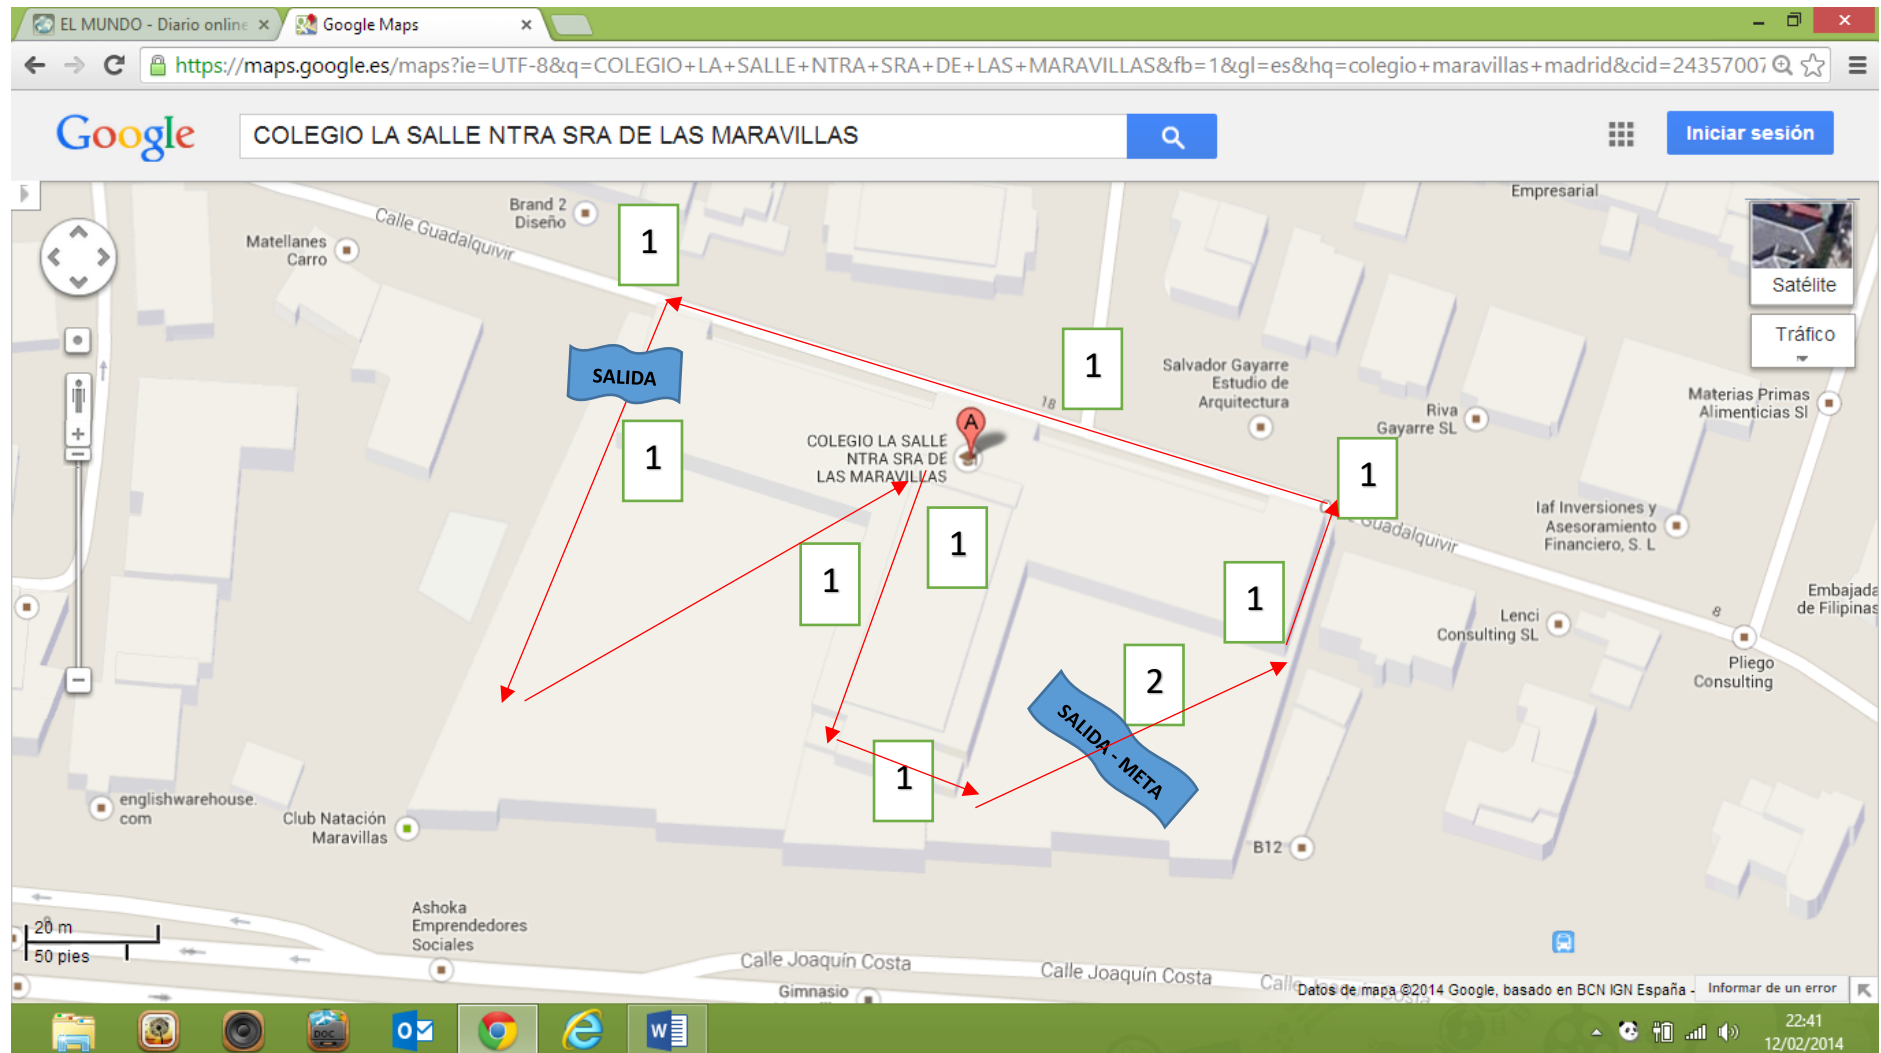 EL MUNDO - Diario online
Google Maps
https://maps.google.es/maps?ie=UTF-8&q=COLEGIO+LA+SALLE+NTRA+SRA+DE+LAS+MARAVILLAS&fb=1&gl=es&hq=colegio+maravillas+madrid&cid=24357007
Google
COLEGIO LA SALLE NTRA SRA DE LAS MARAVILLAS
Iniciar sesión
Empresarial
Brand 2
Diseño
Calle Guadalquivir
Matellanes
Carro
1
Satélite
Tráfico
SALIDA
1
Salvador Gayarre
Estudio de
Arquitectura
Materias Primas
Alimenticias Sl
18
Riva
Gayarre SL
A
COLEGIO LA SALLE
NTRA SRA DE
LAS MARAVILLAS
1
1
Calle Guadalquivir
Iaf Inversiones y
Asesoramiento
Financiero, S. L
1
1
1
Embajada
de Filipinas
8
Lenci
Consulting SL
Pliego
Consulting
2
SALIDA - META
1
englishwarehouse.
com
Club Natación
Maravillas
B12
Ashoka
Emprendedores
Sociales
20 m
50 pies
Calle Joaquín Costa
Calle Joaquín Costa
Gimnasio
Datos de mapa ©2014 Google, basado en BCN IGN España -
Informar de un error
DOC
22:41
12/02/2014